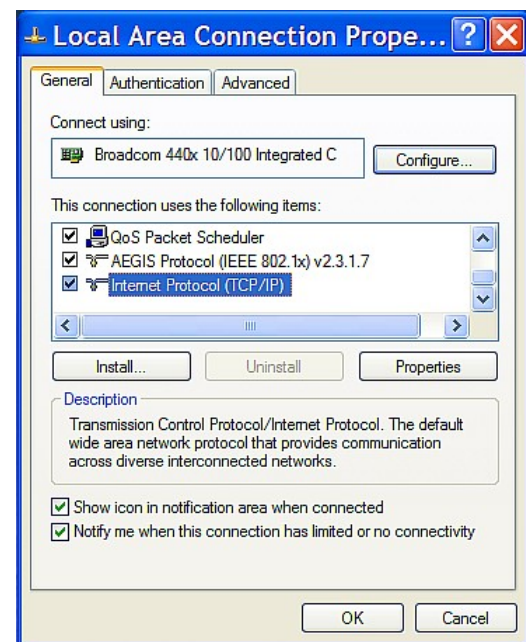 Local Area Connection Prope...
General Authentication Advanced
Connect using:
Broadcom 440x 10/100 Integrated C
Configure...
This connection uses the following items:
QoS Packet Scheduler
AEGIS Protocol (IEEE 802.1x) v2.3.1.7
Internet Protocol (TCP/IP)
Install... Uninstall Properties
Description
Transmission Control Protocol/Internet Protocol. The default
wide area network protocol that provides communication
across diverse interconnected networks.
Show icon in notification area when connected
Notify me when this connection has limited or no connectivity
OK Cancel